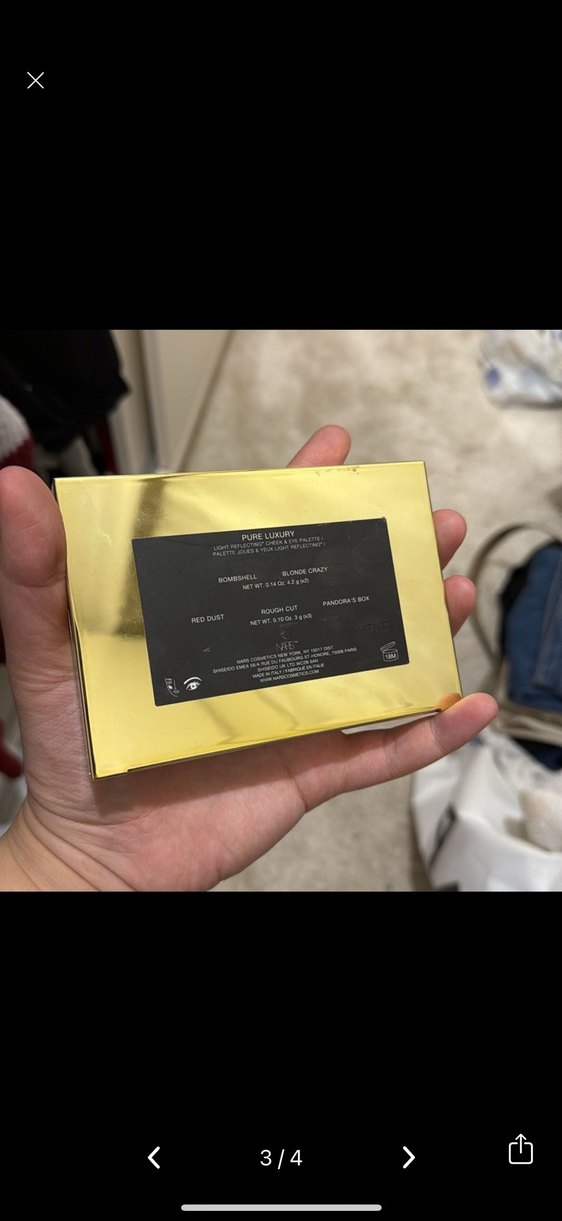 PURE LUXURY
LIGHT REFLECTING™ CHEEK & EYE PALETTE /
PALETTE JOUES & YEUX LIGHT REFLECTING™ /
BOMBSHELL BLONDE CRAZY
NET WT. 0.14 Oz. 4.2 g (x2)
RED DUST ROUGH CUT PANDORA'S BOX
NET WT. 0.10 Oz. 3 g (x3)
NARS
NARS COSMETICS NEW YORK, NY 10017 DIST.
SHISEIDO EMEA 56/A RUE DU FAUBOURG ST-HONORÉ, 75008 PARIS
SHISEIDO UK LTD WC2B 6AN
MADE IN ITALY / FABRIQUÉ EN ITALIE
WWW.NARSCOSMETICS.COM
18M
3 / 4